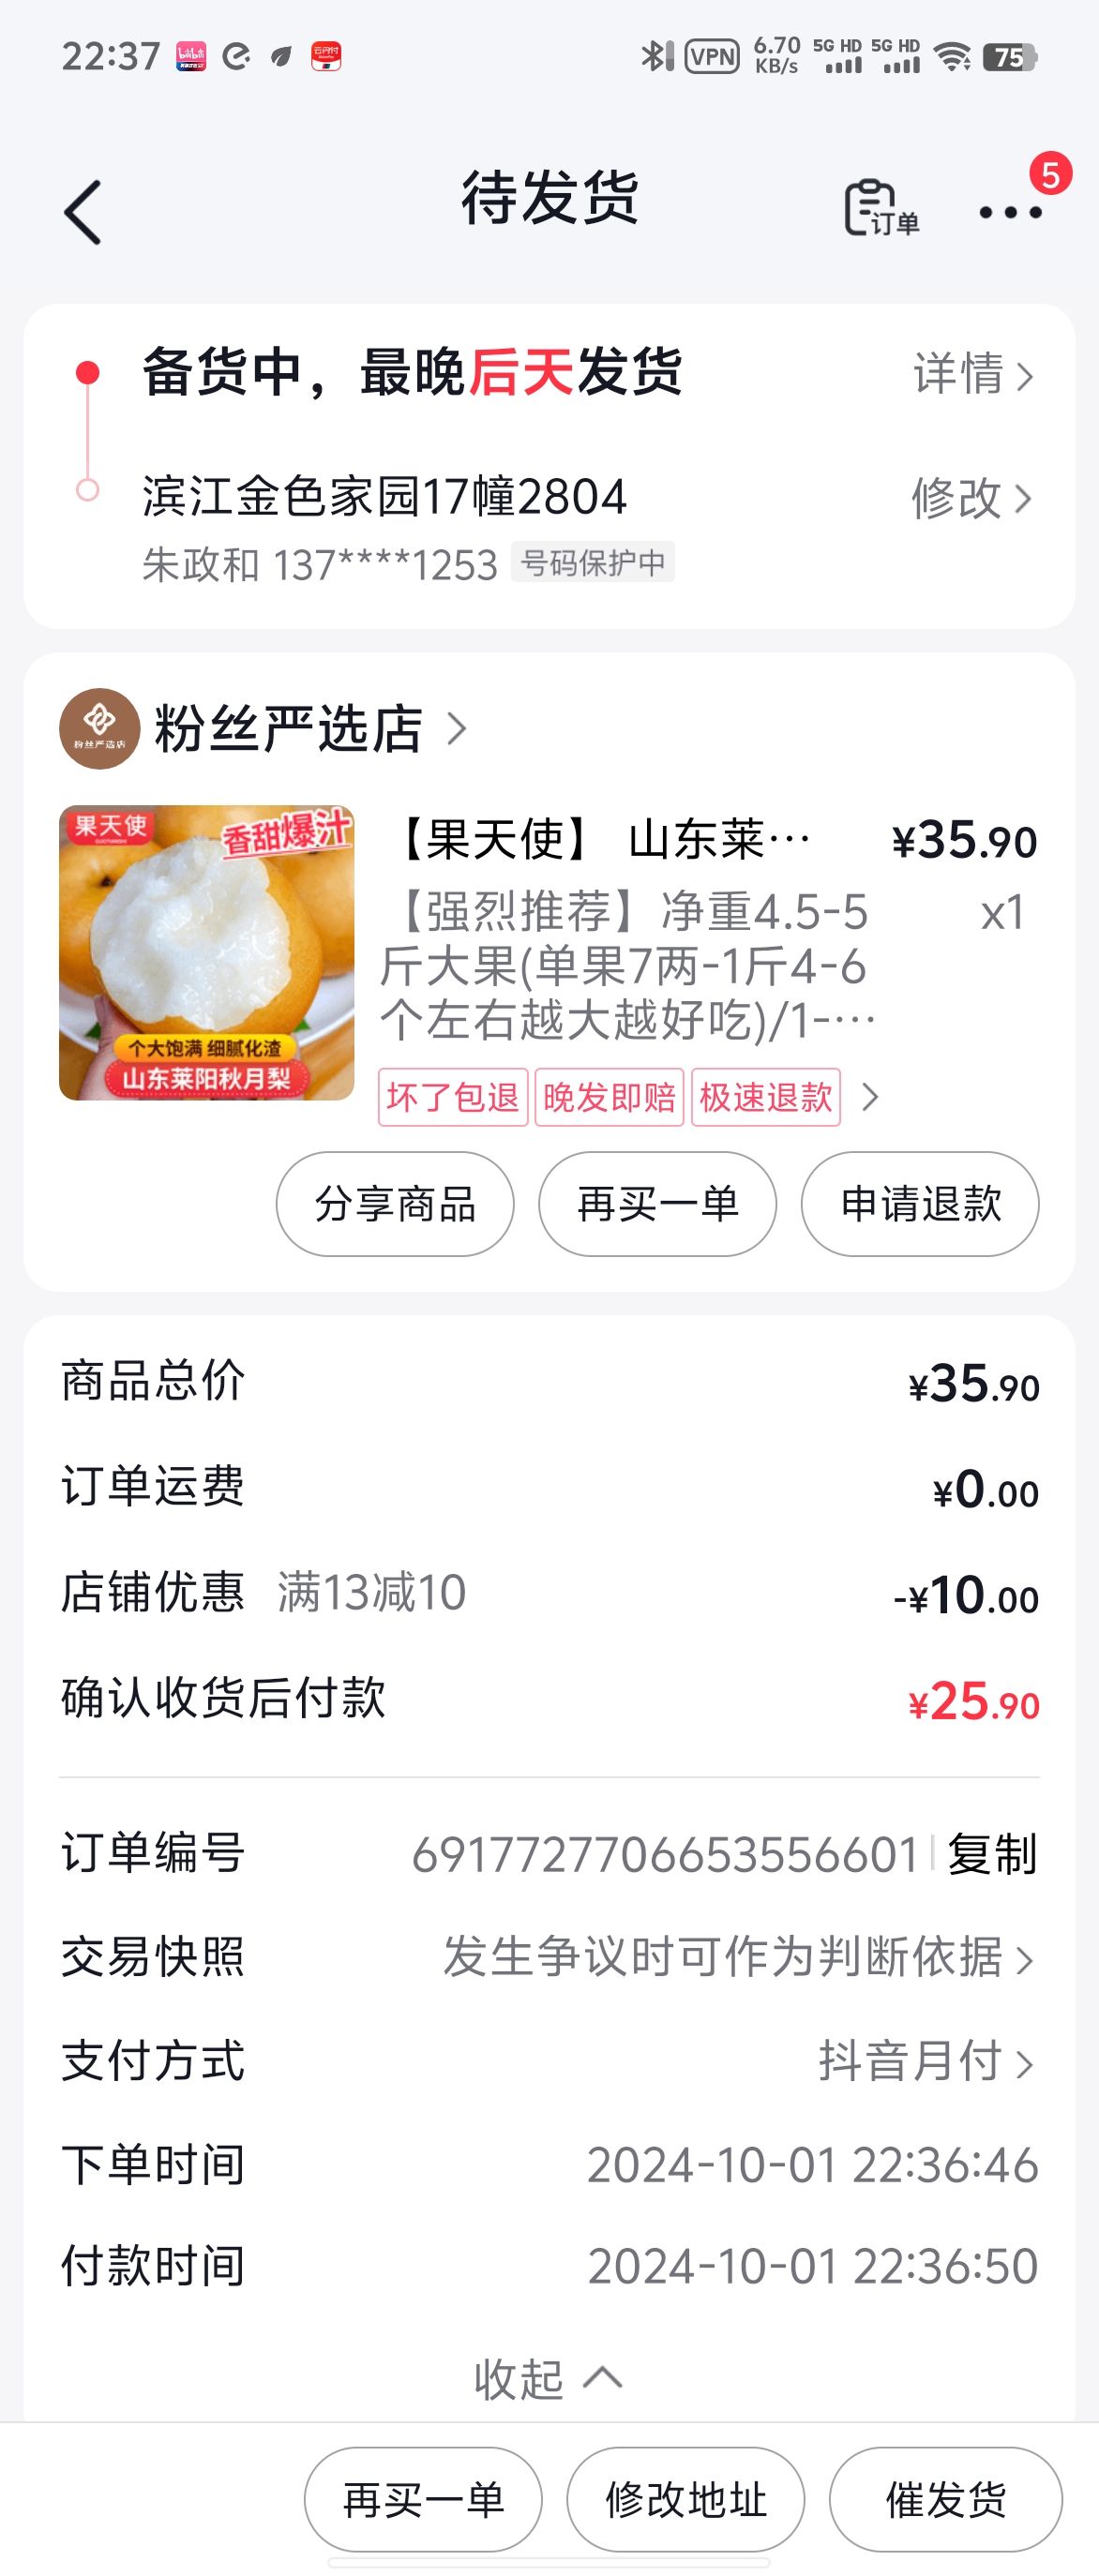 22:37
VPN
6.70 KB/s
5G HD 5G HD
75
待发货
订单
5
备货中，最晚后天发货
详情
滨江金色家园17幢2804
修改
朱政和 137****1253 号码保护中
粉丝严选店
粉丝严选店
果天使
香甜爆汁
个大饱满 细腻化渣
山东莱阳秋月梨
【果天使】 山东莱…
¥35.90
【强烈推荐】净重4.5-5
x1
斤大果(单果7两-1斤4-6
个左右越大越好吃)/1-…
坏了包退 晚发即赔 极速退款
分享商品 再买一单 申请退款
商品总价 ¥35.90
订单运费 ¥0.00
店铺优惠 满13减10 -¥10.00
确认收货后付款 ¥25.90
订单编号 6917727706653556601 复制
交易快照 发生争议时可作为判断依据
支付方式 抖音月付
下单时间 2024-10-01 22:36:46
付款时间 2024-10-01 22:36:50
收起
再买一单 修改地址 催发货